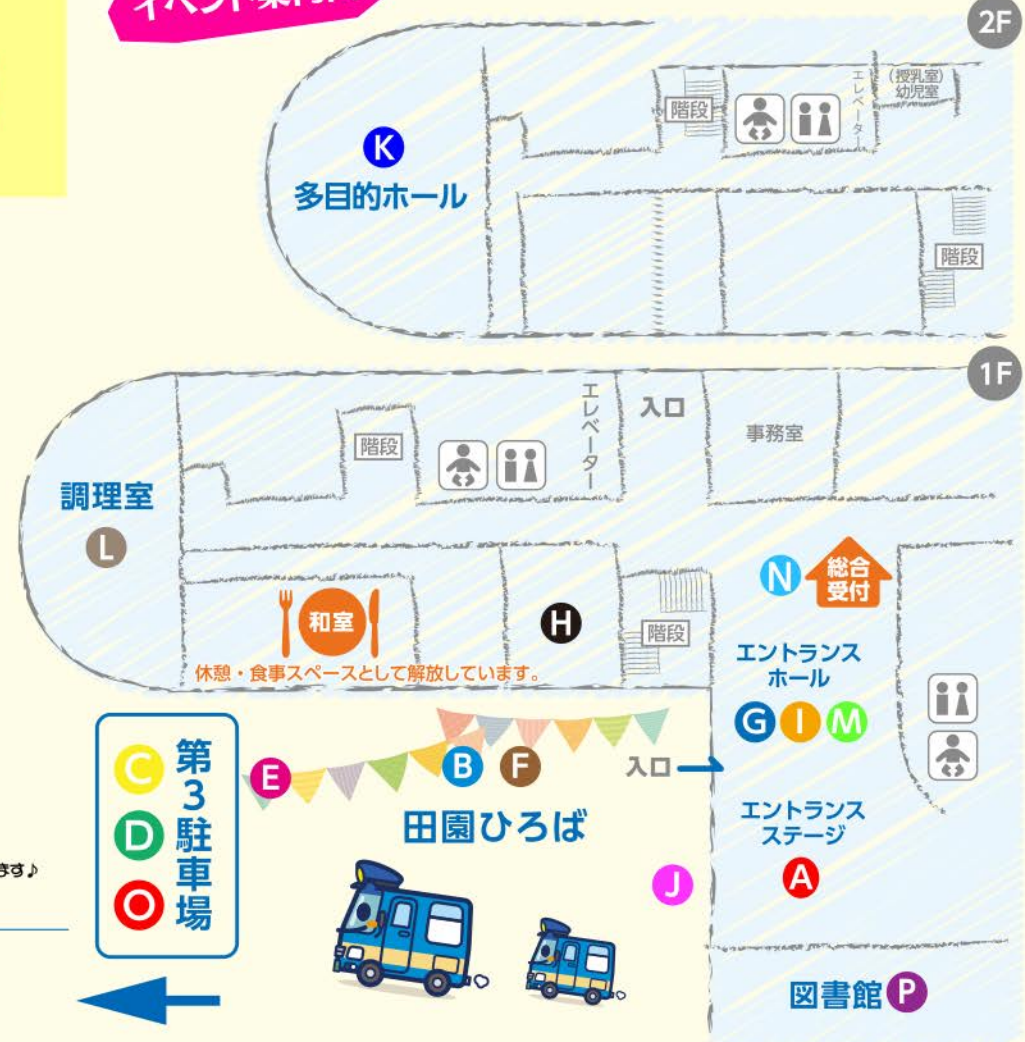 2F
(授乳室)
幼児室
エレベーター
階段
K
多目的ホール
階段
1F
エレベーター
入口
事務室
階段
調理室
L
N
総合
受付
和室
H
階段
休憩・食事スペースとして解放しています。
エントランス
ホール
G I M
C
D
O
第3駐車場
E
B F
入口
田園ひろば
エントランス
ステージ
A
J
ます♪
図書館 P